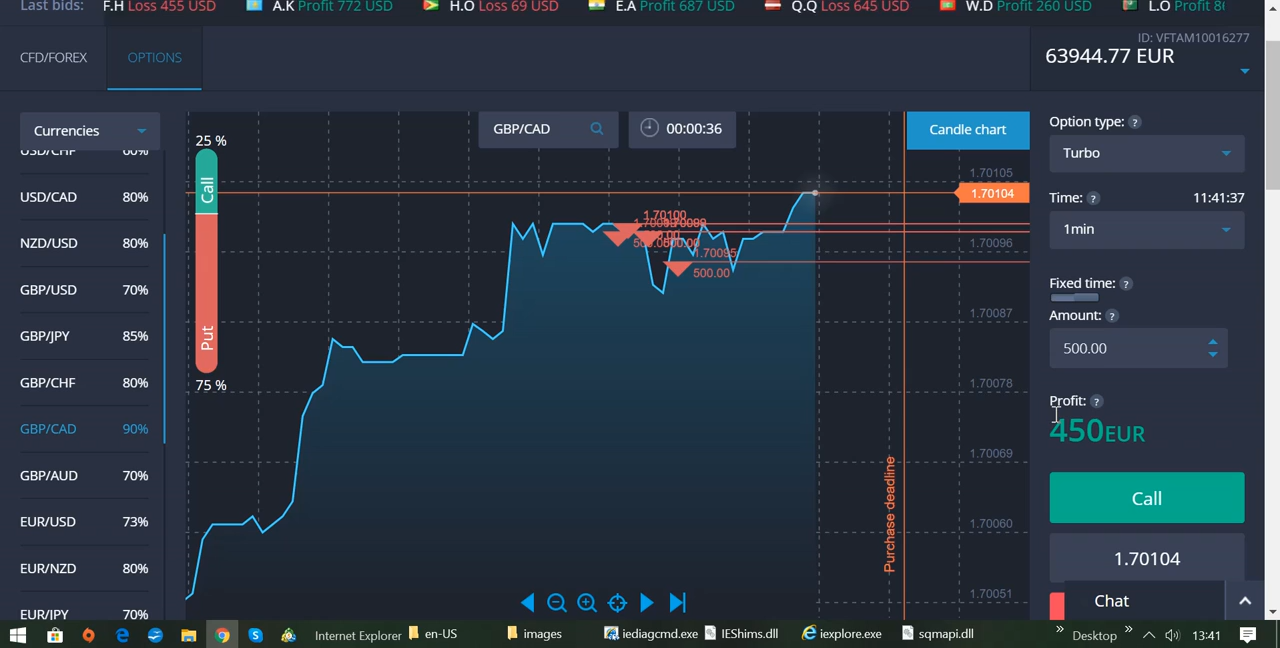 Last bids: F.H Loss 455 USD A.K Profit 772 USD H.O Loss 69 USD E.A Profit 687 USD Q.Q Loss 645 USD W.D Profit 260 USD L.O Profit
CFD/FOREX OPTIONS
ID: VFTAM10016277
63944.77 EUR
Currencies
USD/CHF 60%
USD/CAD 80%
NZD/USD 80%
GBP/USD 70%
GBP/JPY 85%
GBP/CHF 80%
GBP/CAD 90%
GBP/AUD 70%
EUR/USD 73%
EUR/NZD 80%
EUR/JPY 70%
25 %
Call
Put
75 %
GBP/CAD
00:00:36
Candle chart
1.70100
1.70095
500.00
Purchase deadline
1.70105
1.70104
1.70096
1.70087
1.70078
1.70069
1.70060
1.70051
Option type: ?
Turbo
Time: ? 11:41:37
1min
Fixed time: ?
Amount: ?
500.00
Profit: ?
450EUR
Call
1.70104
Chat
Internet Explorer en-US images iediagcmd.exe IEShims.dll iexplore.exe sqmapi.dll Desktop 13:41